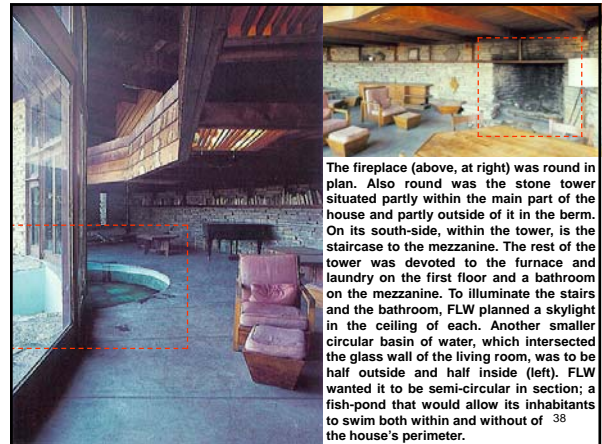 The fireplace (above, at right) was round in
plan. Also round was the stone tower
situated partly within the main part of the
house and partly outside of it in the berm.
On its south-side, within the tower, is the
staircase to the mezzanine. The rest of the
tower was devoted to the furnace and
laundry on the first floor and a bathroom
on the mezzanine. To illuminate the stairs
and the bathroom, FLW planned a skylight
in the ceiling of each. Another smaller
circular basin of water, which intersected
the glass wall of the living room, was to be
half outside and half inside (left). FLW
wanted it to be semi-circular in section; a
fish-pond that would allow its inhabitants
to swim both within and without of 38
the house’s perimeter.